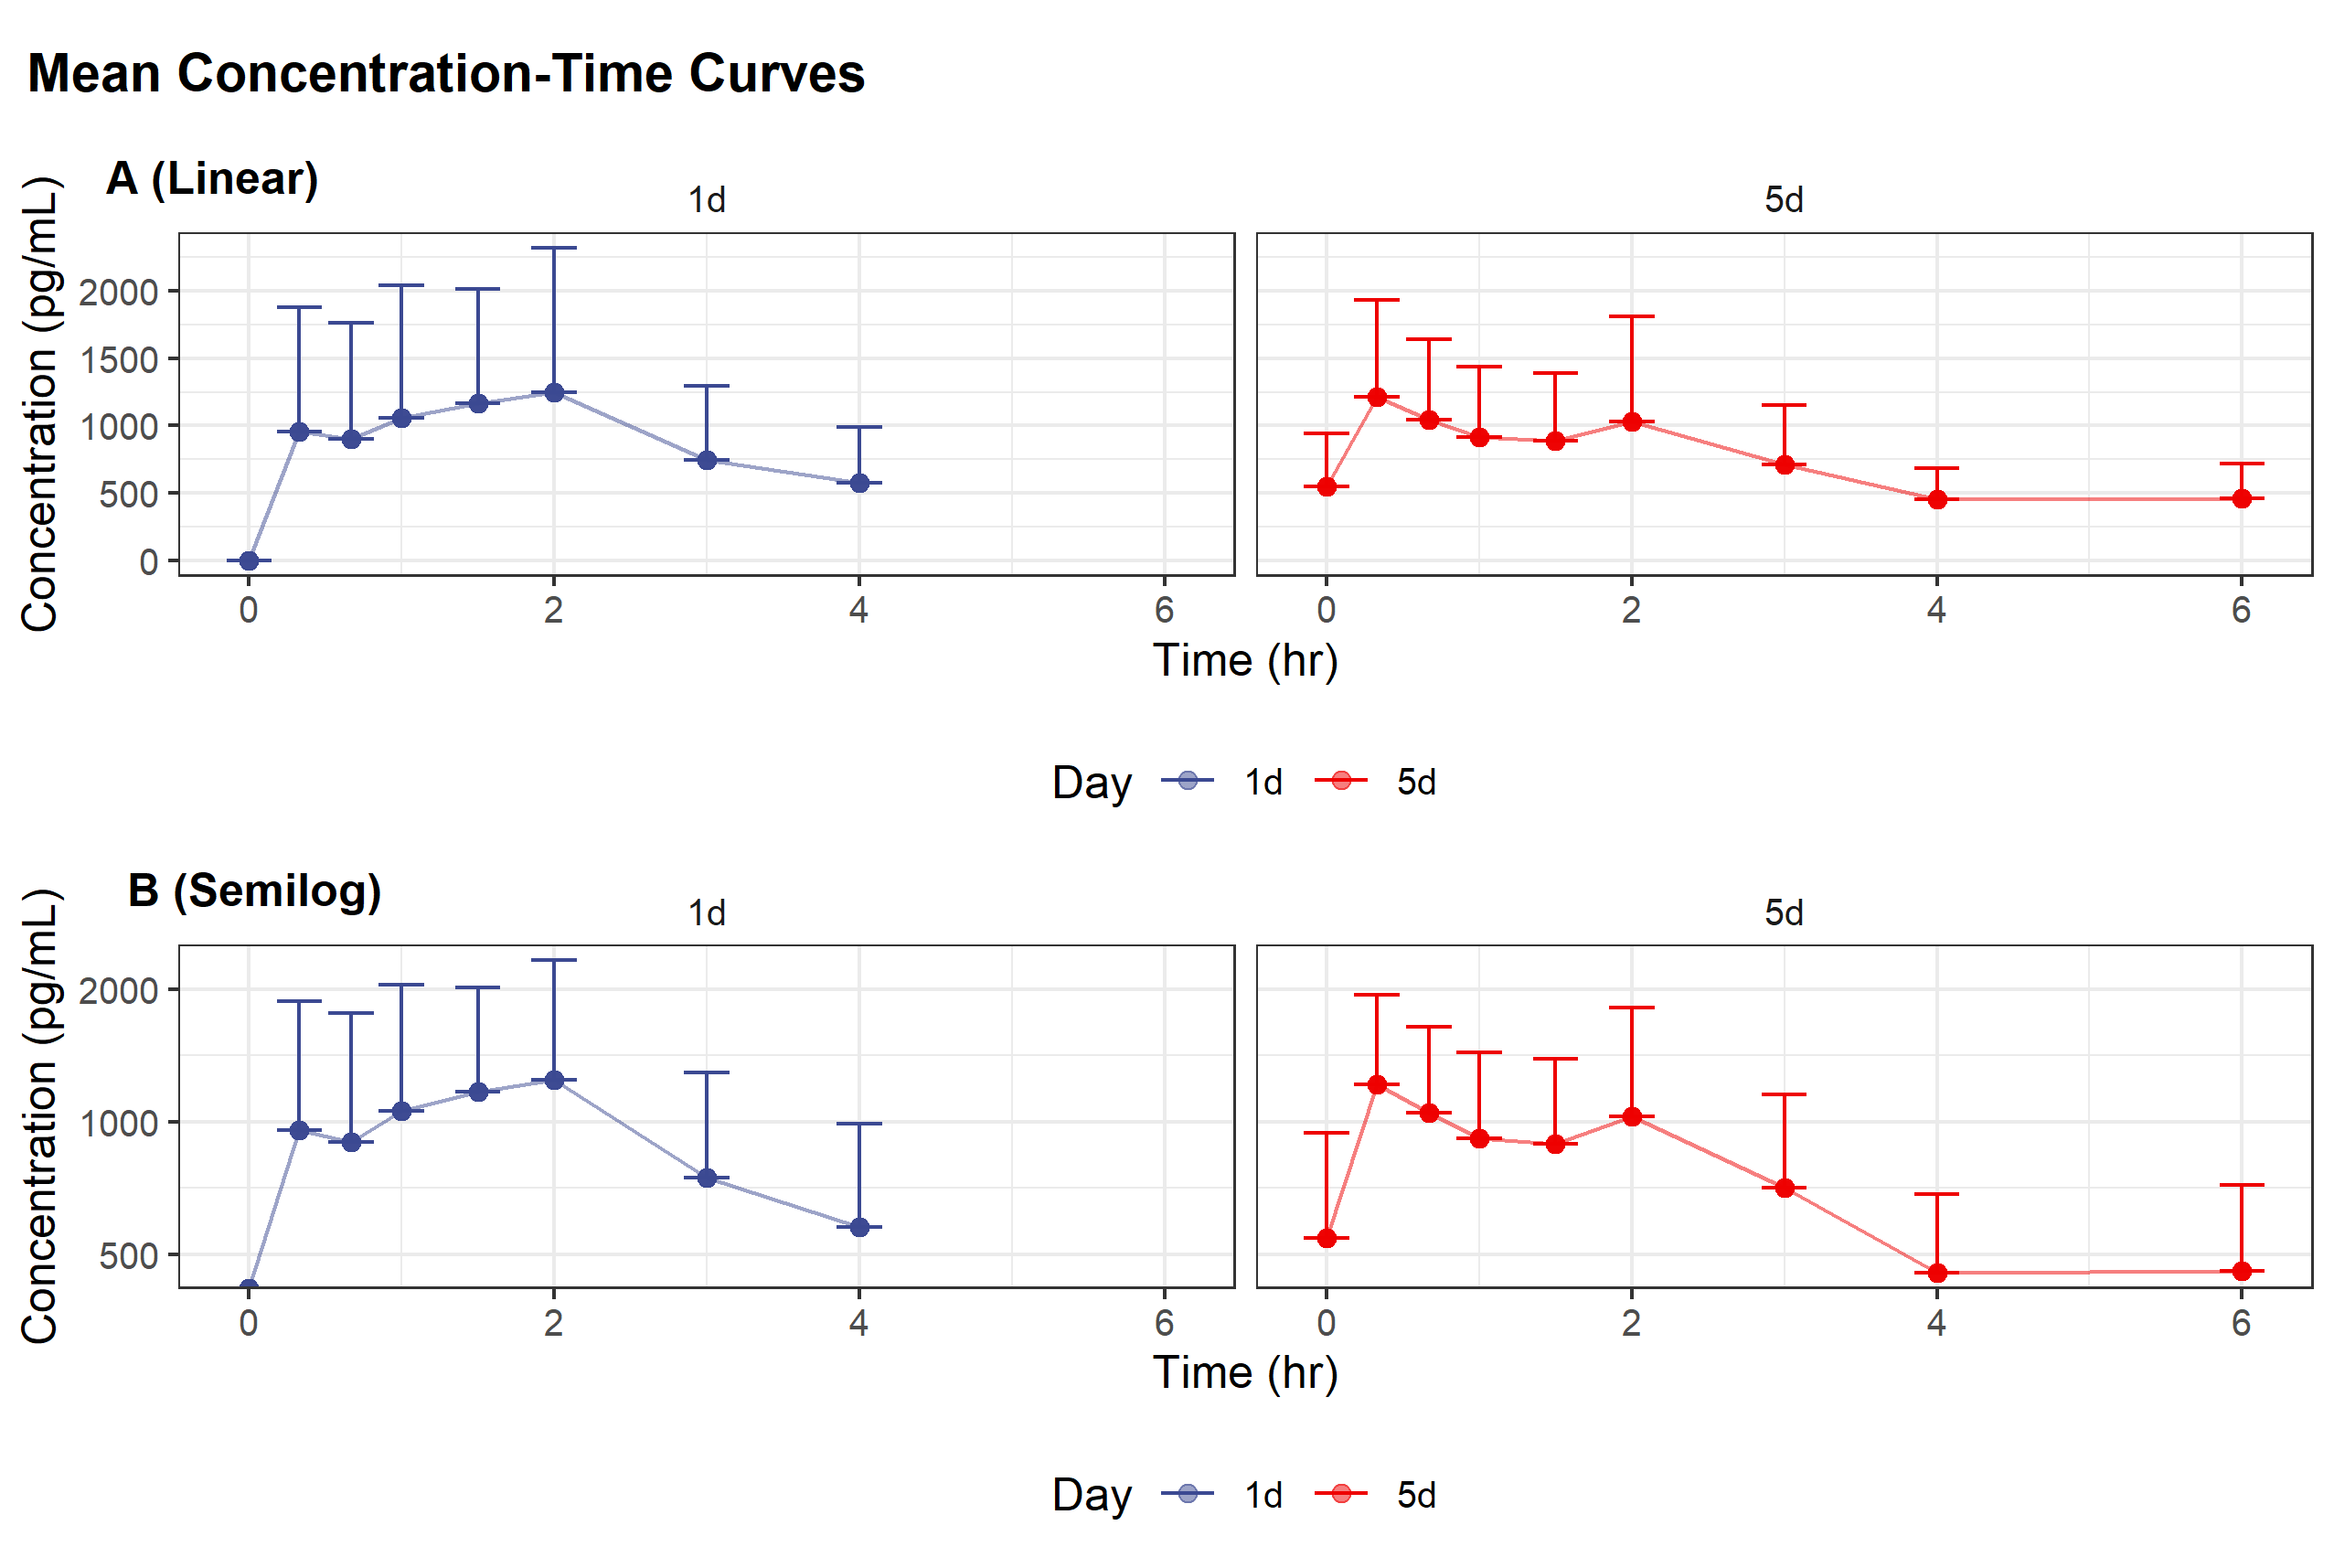 Mean Concentration-Time Curves
A (Linear)
1d 5d
Concentration (pg/mL)
2000
1500
1000
500
0
0 2 4 6 0 2 4 6
Time (hr)
Day 1d 5d
B (Semilog)
1d 5d
Concentration (pg/mL)
2000
1000
500
0 2 4 6 0 2 4 6
Time (hr)
Day 1d 5d